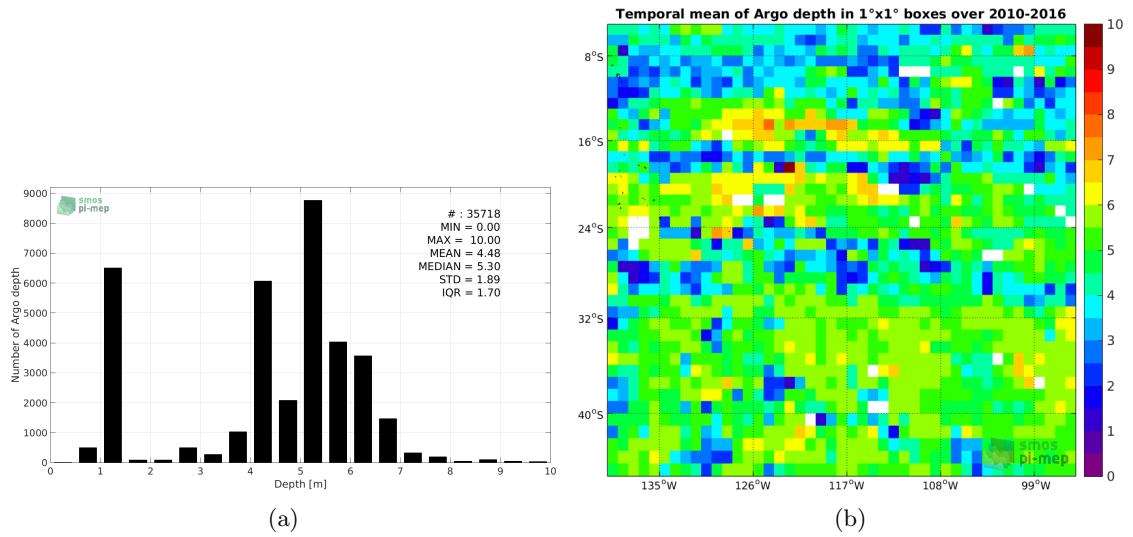 Temporal mean of Argo depth in 1°x1° boxes over 2010-2016
9000
8000
7000
6000
5000
4000
3000
2000
1000
0
Number of Argo depth
smos
pi-mep
# : 35718
MIN = 0.00
MAX = 10.00
MEAN = 4.48
MEDIAN = 5.30
STD = 1.89
IQR = 1.70
0 1 2 3 4 5 6 7 8 9 10
Depth [m]
(a)
8°S
16°S
24°S
32°S
40°S
135°W 126°W 117°W 108°W 99°W
smos
pi-mep
10
9
8
7
6
5
4
3
2
1
0
(b)